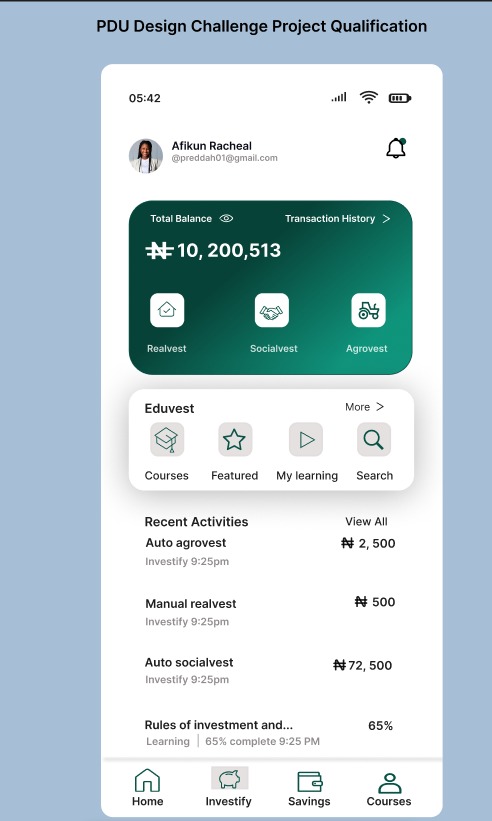 PDU Design Challenge Project Qualification
05:42
Afikun Racheal
@preddah01@gmail.com
Total Balance Transaction History >
₦ 10, 200,513
Realvest Socialvest Agrovest
Eduvest More >
Courses Featured My learning Search
Recent Activities View All
Auto agrovest ₦ 2, 500
Investify 9:25pm
Manual realvest ₦ 500
Investify 9:25pm
Auto socialvest ₦ 72, 500
Investify 9:25pm
Rules of investment and... 65%
Learning | 65% complete 9:25 PM
Home Investify Savings Courses